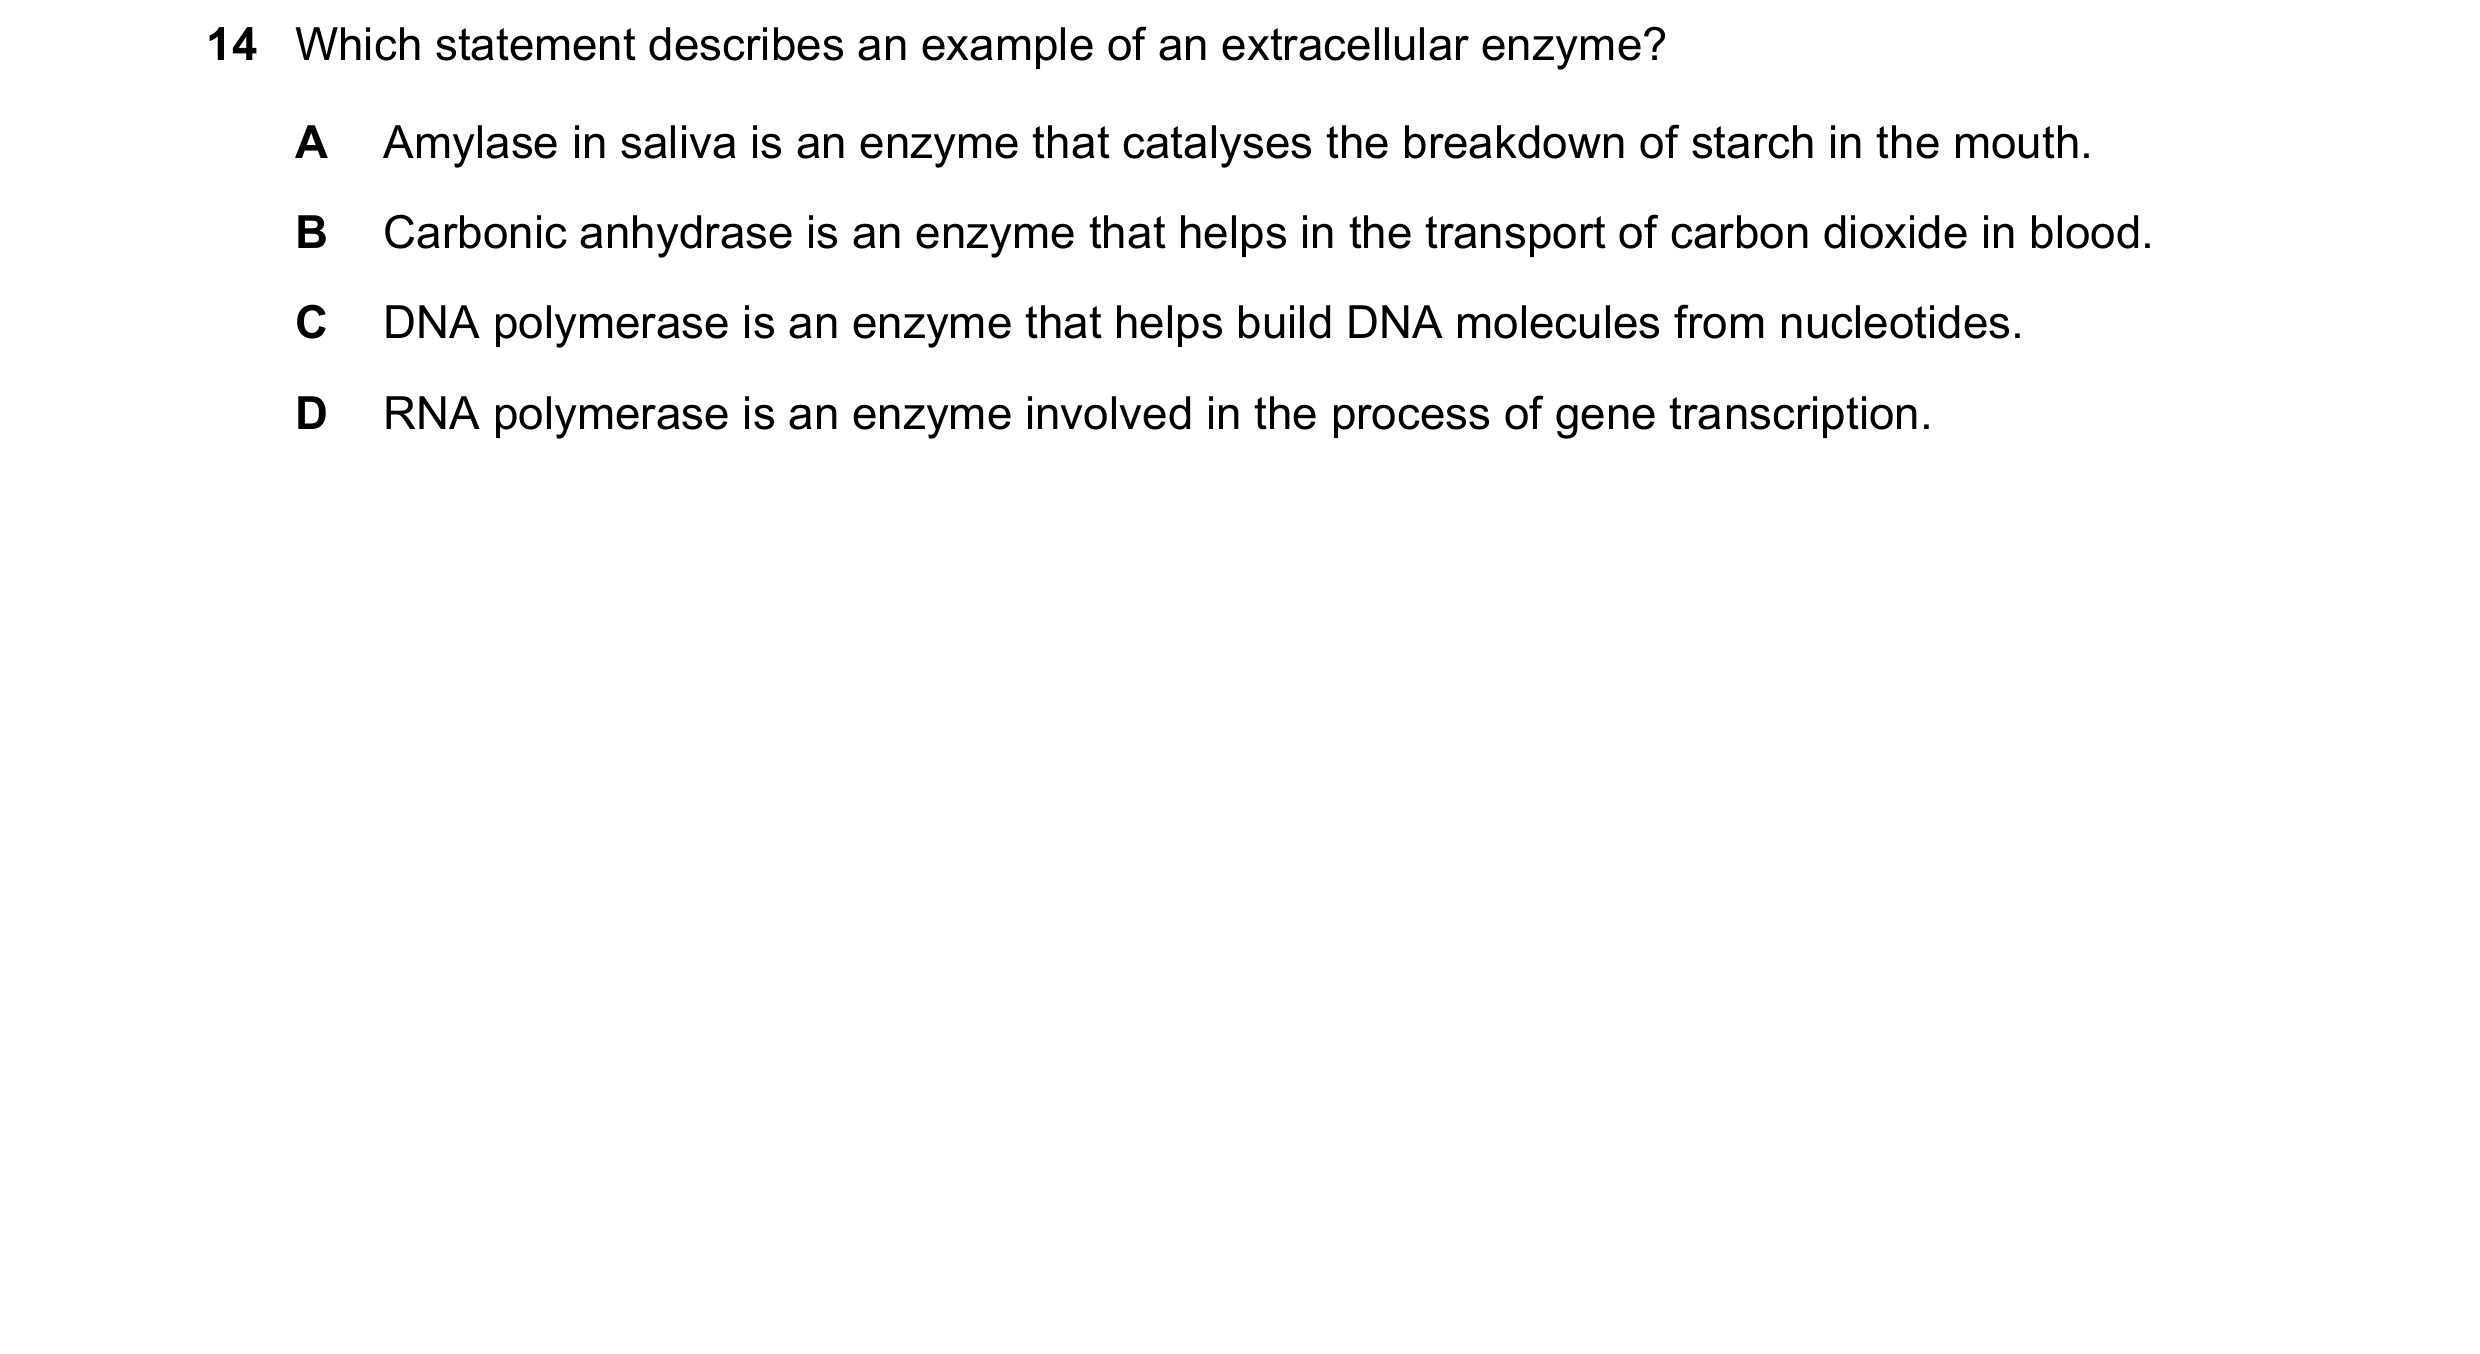 14 Which statement describes an example of an extracellular enzyme?
A Amylase in saliva is an enzyme that catalyses the breakdown of starch in the mouth.
B Carbonic anhydrase is an enzyme that helps in the transport of carbon dioxide in blood.
C DNA polymerase is an enzyme that helps build DNA molecules from nucleotides.
D RNA polymerase is an enzyme involved in the process of gene transcription.